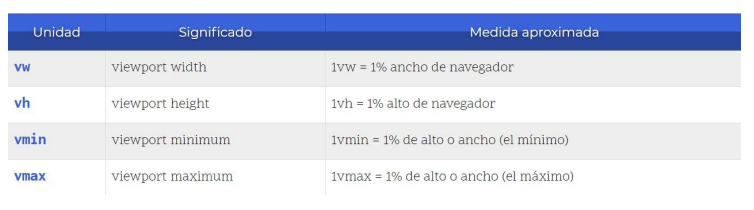 Unidad Significado Medida aproximada
vw viewport width 1vw = 1% ancho de navegador
vh viewport height 1vh = 1% alto de navegador
vmin viewport minimum 1vmin = 1% de alto o ancho (el mínimo)
vmax viewport maximum 1vmax = 1% de alto o ancho (el máximo)